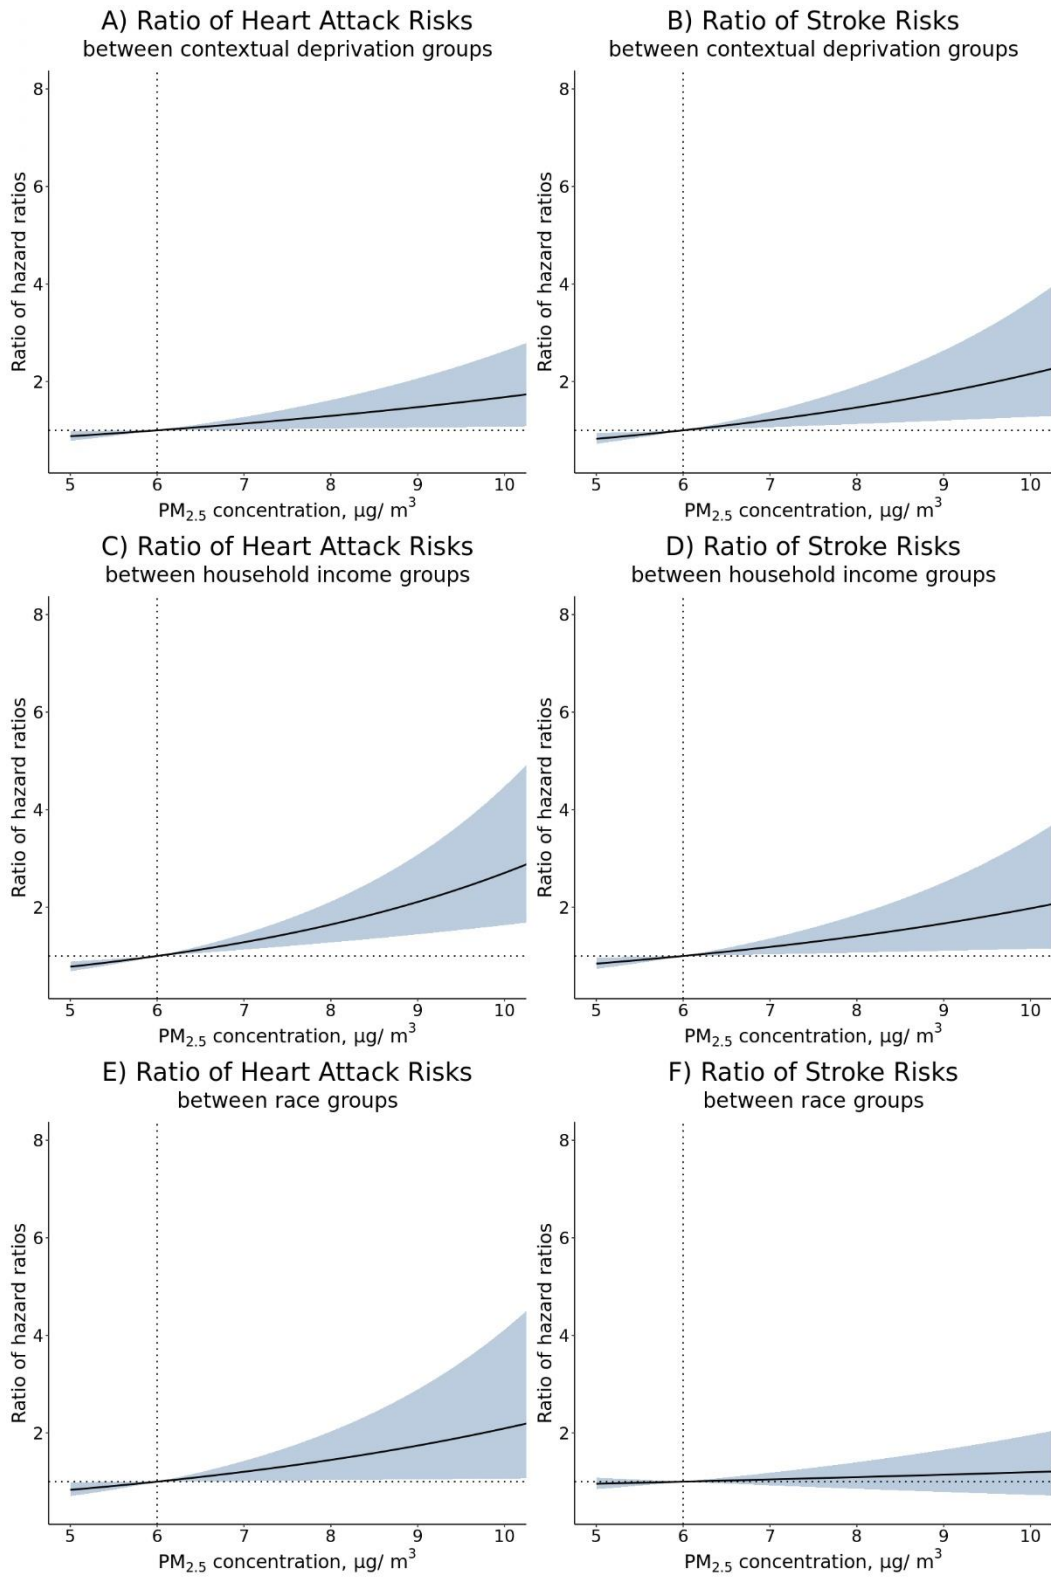 A) Ratio of Heart Attack Risks
between contextual deprivation groups
8
6
4
2
Ratio of hazard ratios
5 6 7 8 9 10
PM2.5 concentration, µg/ m3
B) Ratio of Stroke Risks
between contextual deprivation groups
8
6
4
2
Ratio of hazard ratios
5 6 7 8 9 10
PM2.5 concentration, µg/ m3
C) Ratio of Heart Attack Risks
between household income groups
8
6
4
2
Ratio of hazard ratios
5 6 7 8 9 10
PM2.5 concentration, µg/ m3
D) Ratio of Stroke Risks
between household income groups
8
6
4
2
Ratio of hazard ratios
5 6 7 8 9 10
PM2.5 concentration, µg/ m3
E) Ratio of Heart Attack Risks
between race groups
8
6
4
2
Ratio of hazard ratios
5 6 7 8 9 10
PM2.5 concentration, µg/ m3
F) Ratio of Stroke Risks
between race groups
8
6
4
2
Ratio of hazard ratios
5 6 7 8 9 10
PM2.5 concentration, µg/ m3